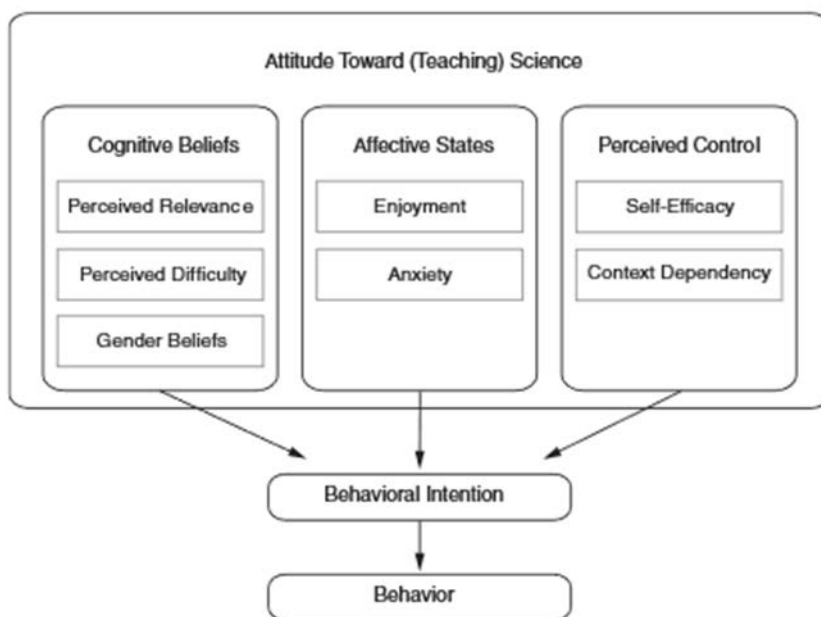 Attitude Toward (Teaching) Science
Cognitive Beliefs
Perceived Relevance
Perceived Difficulty
Gender Beliefs
Affective States
Enjoyment
Anxiety
Perceived Control
Self-Efficacy
Context Dependency
Behavioral Intention
Behavior